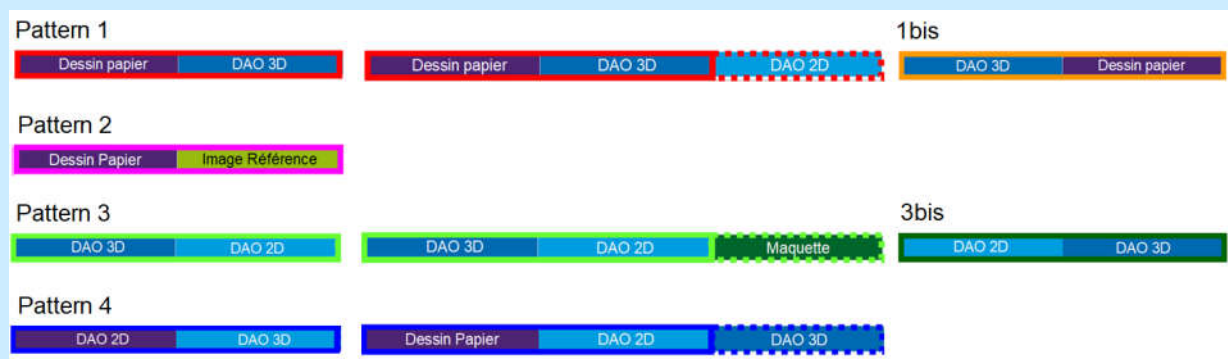 Pattern 1 1bis
Dessin papier DAO 3D Dessin papier DAO 3D DAO 2D DAO 3D Dessin papier
Pattern 2
Dessin Papier Image Référence
Pattern 3 3bis
DAO 3D DAO 2D DAO 3D DAO 2D Maquette DAO 2D DAO 3D
Pattern 4
DAO 2D DAO 3D Dessin Papier DAO 2D DAO 3D